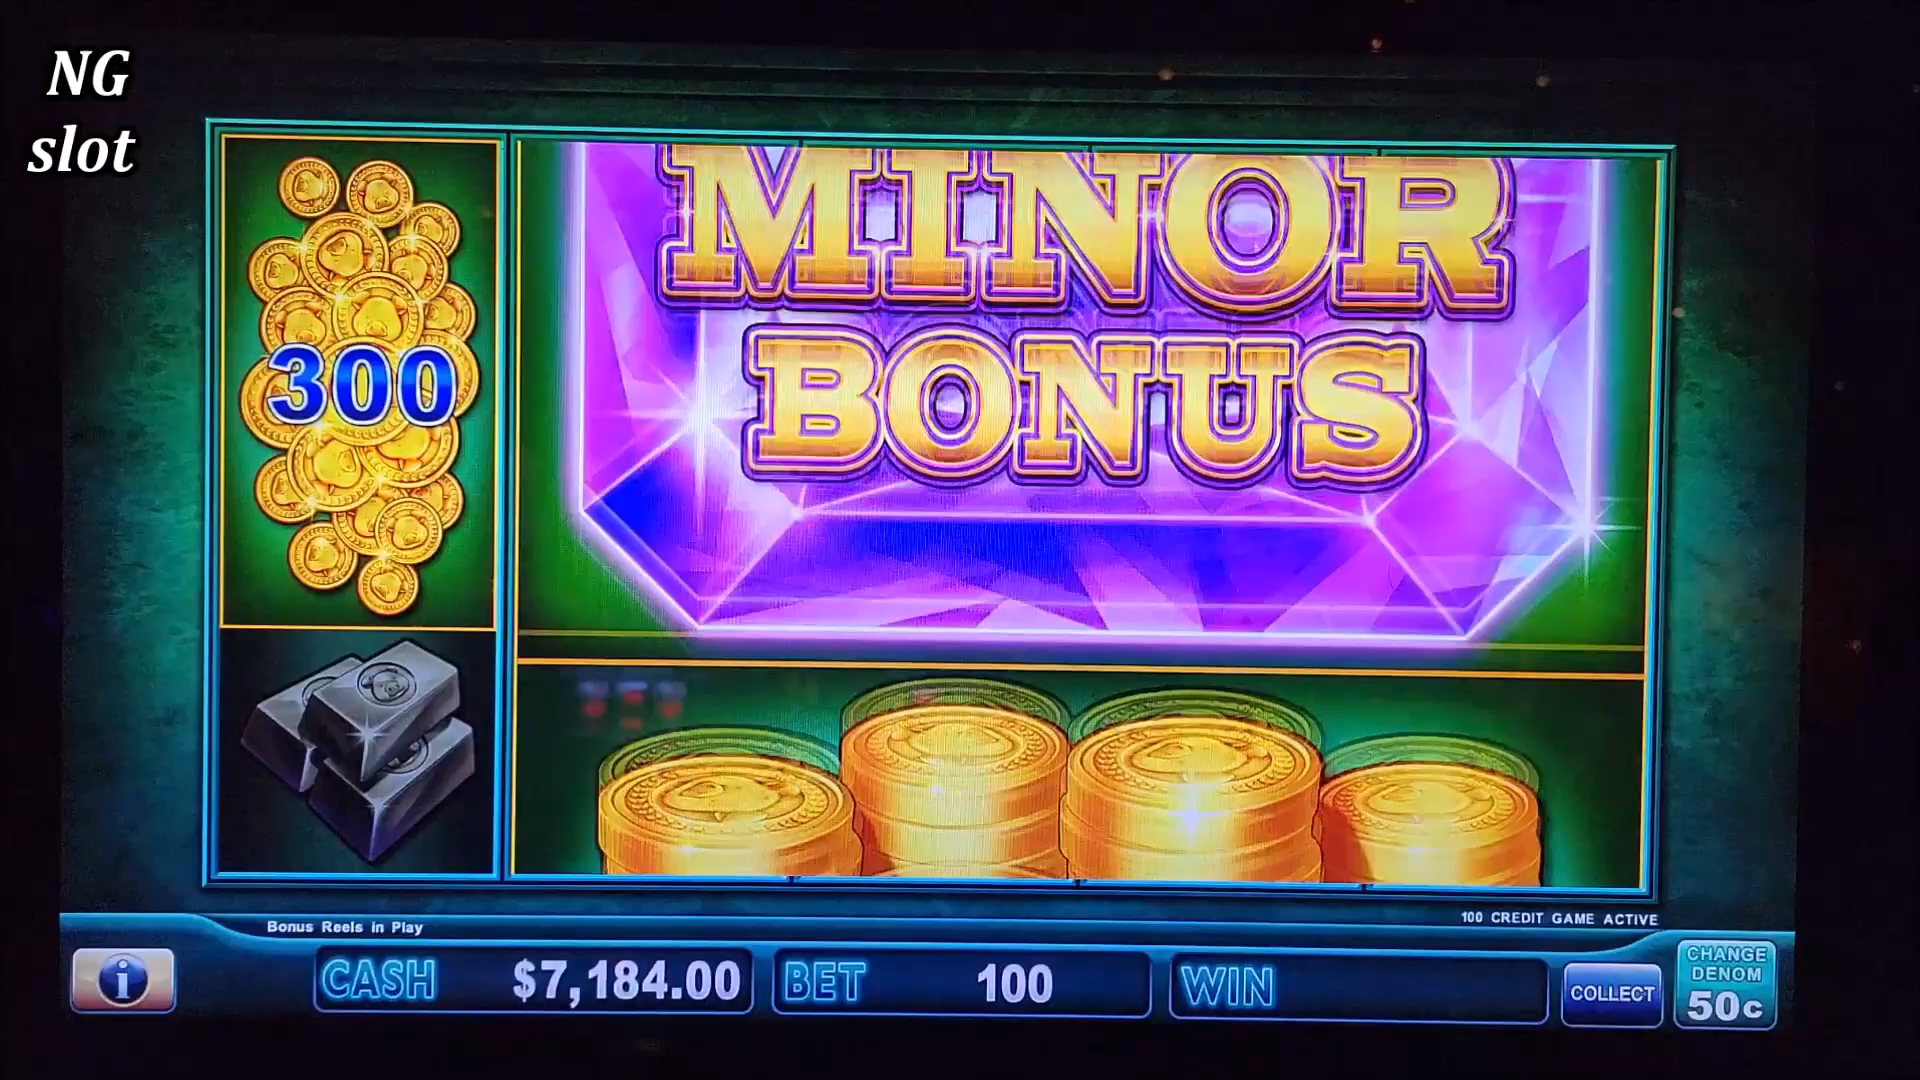 NG
slot
MINOR
BONUS
300
Bonus Reels in Play
100 CREDIT GAME ACTIVE
i
CASH $7,184.00
BET 100
WIN
COLLECT
CHANGE
DENOM
50¢